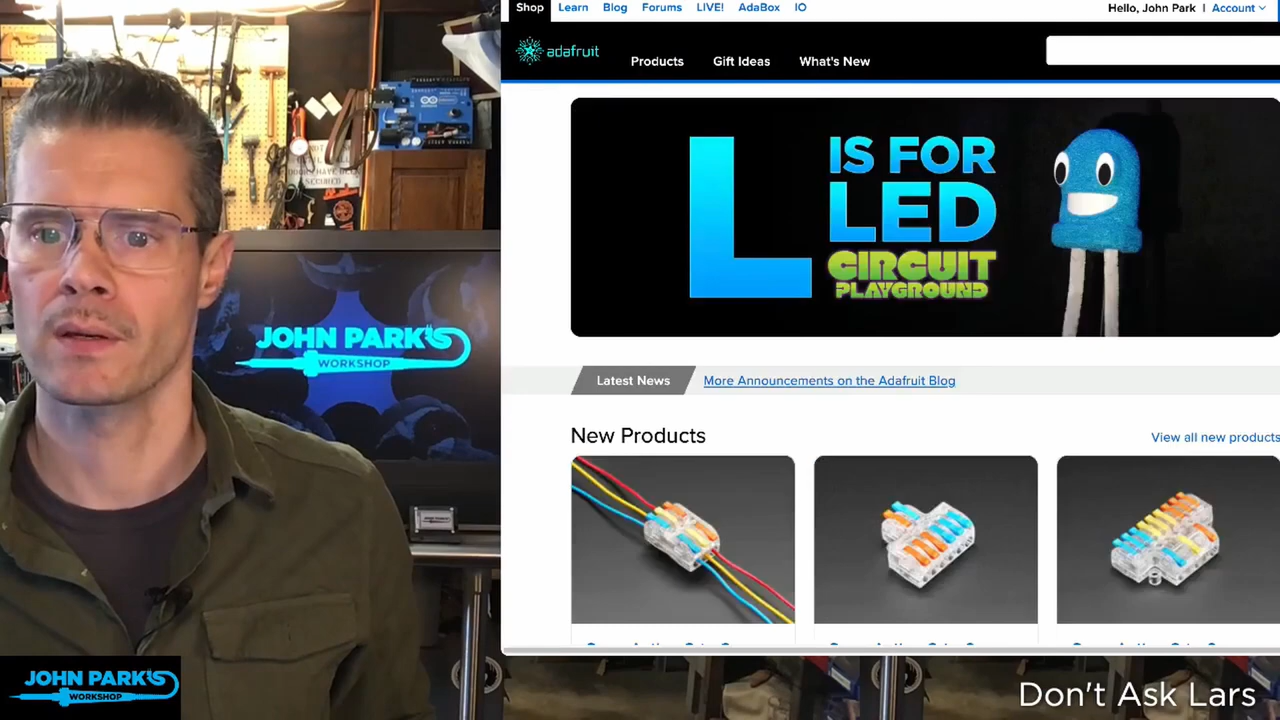 Shop Learn Blog Forums LIVE! AdaBox IO
Hello, John Park | Account
adafruit
Products Gift Ideas What's New
L IS FOR
LED
CIRCUIT
PLAYGROUND
Latest News More Announcements on the Adafruit Blog
New Products
View all new products
JOHN PARK'S
WORKSHOP
SECURED
JOHN PARK'S
WORKSHOP
Don't Ask Lars